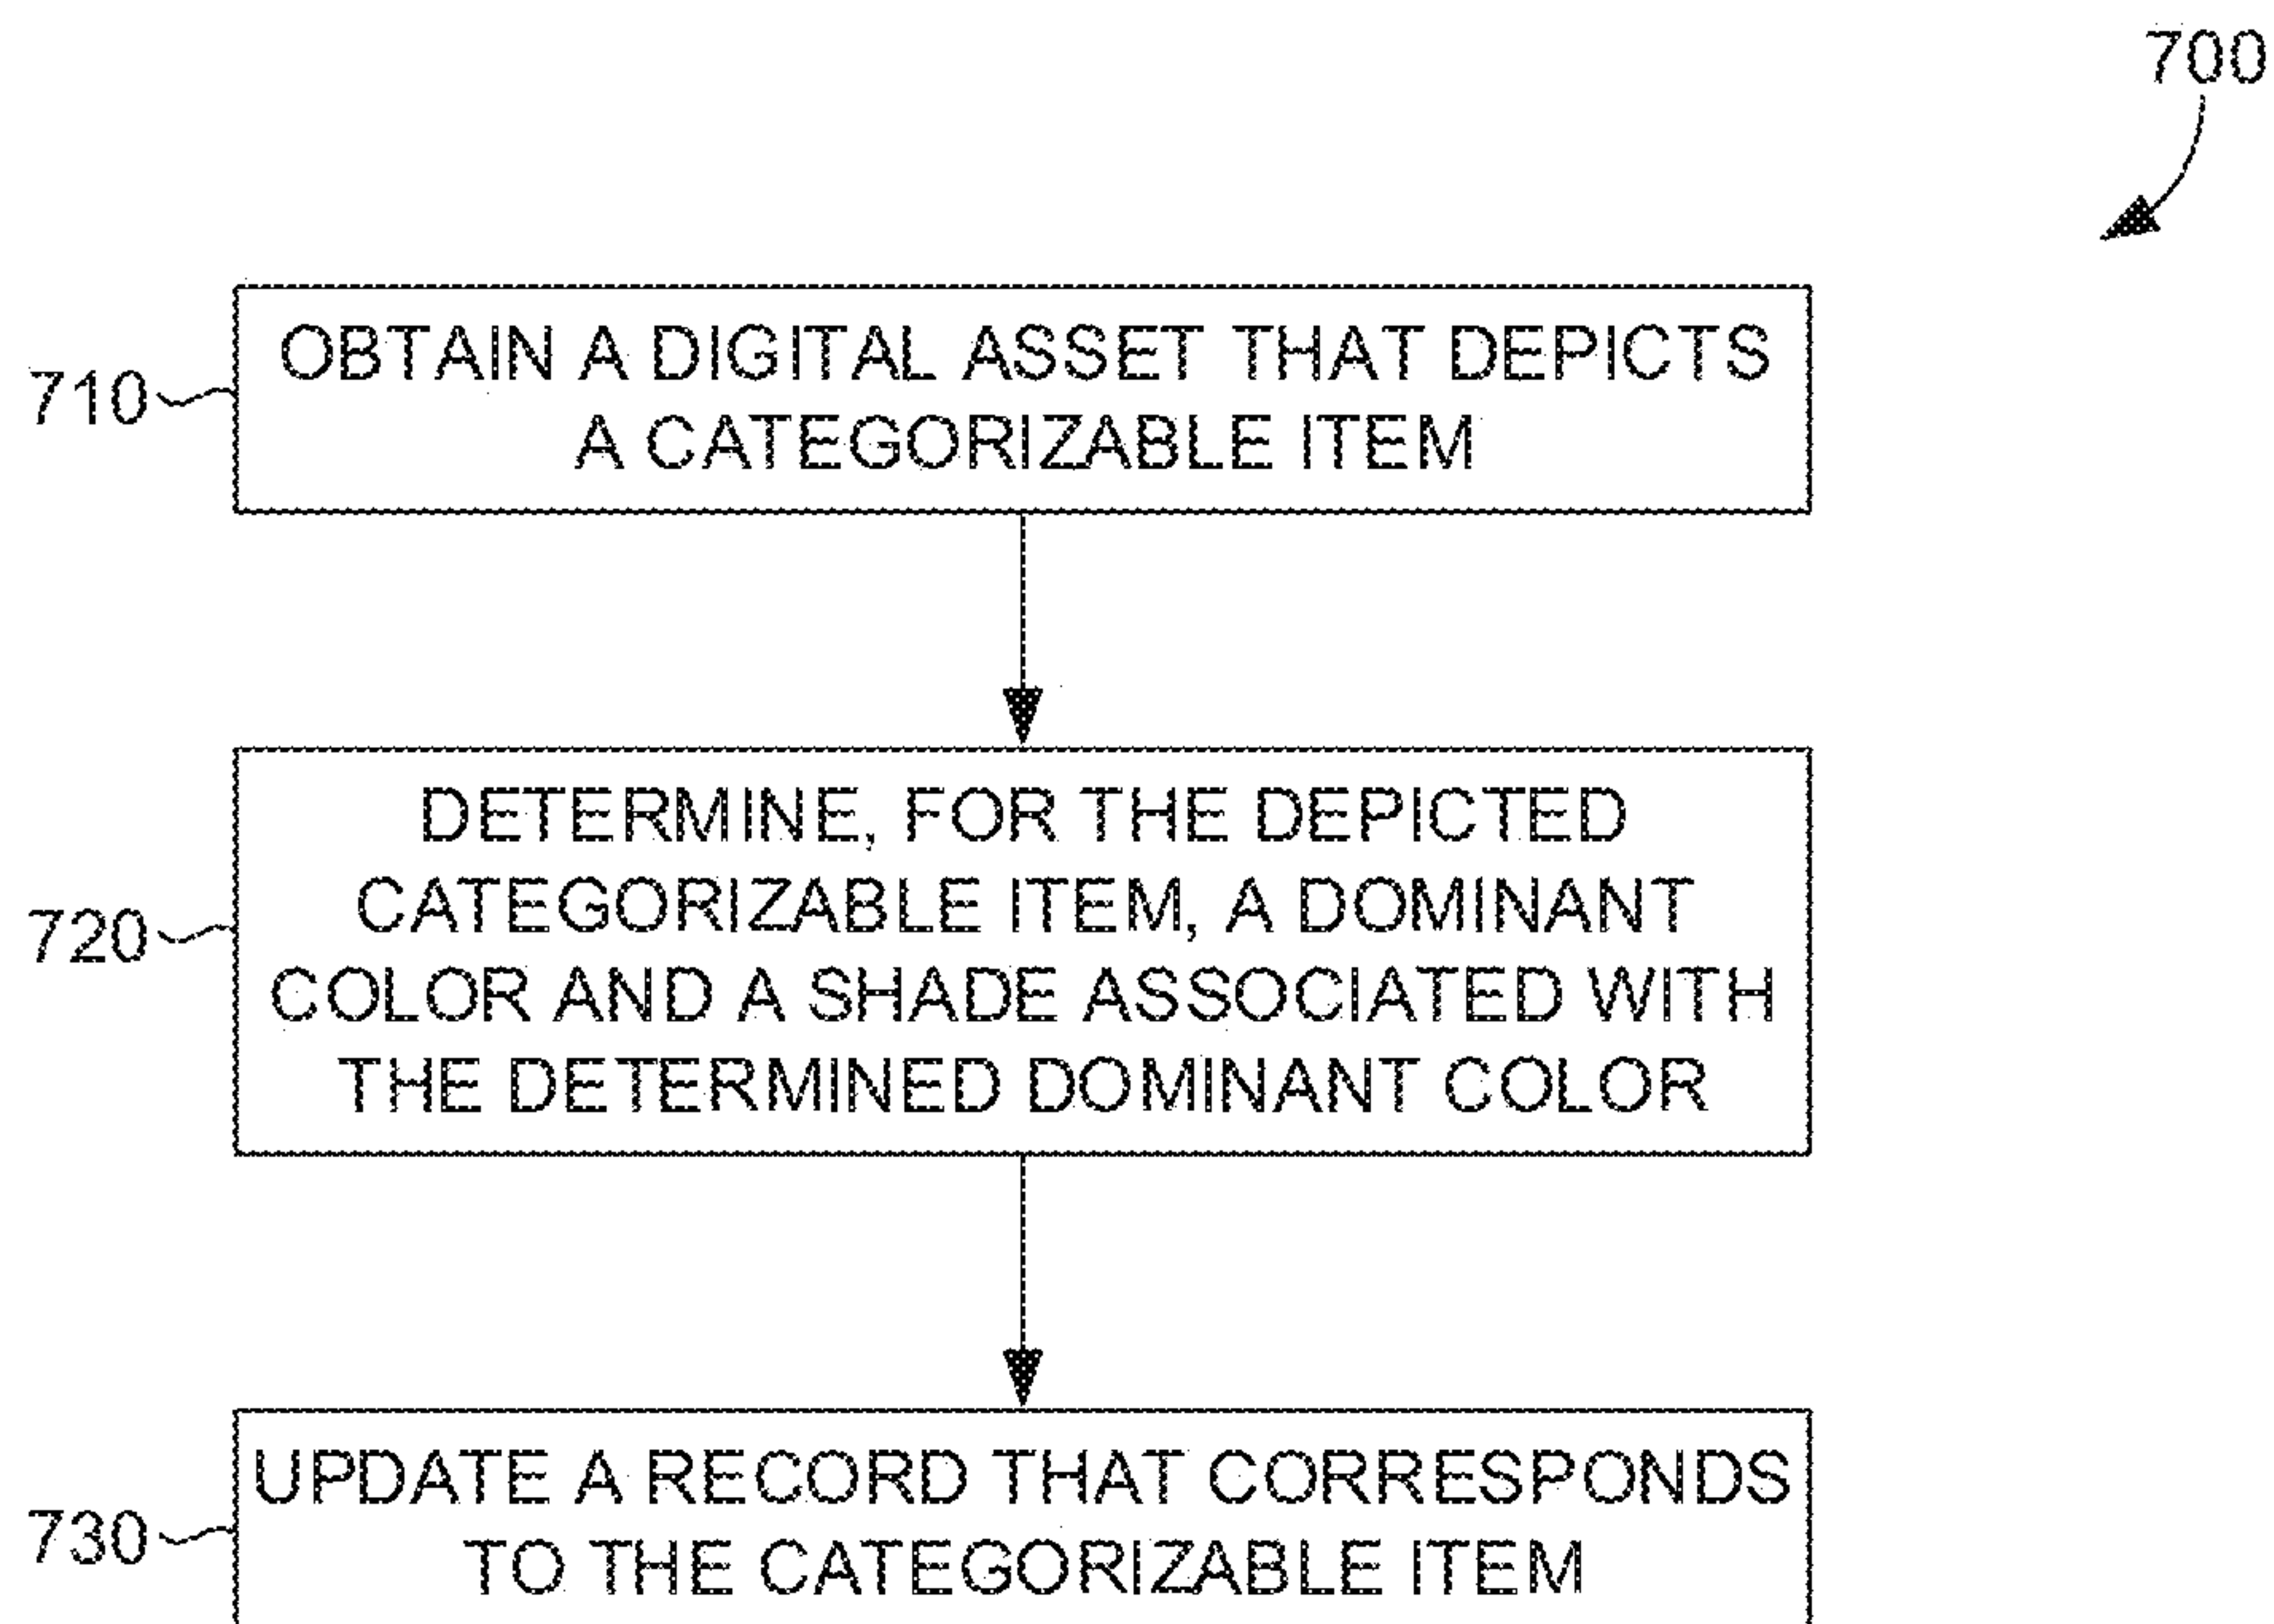 700
710
OBTAIN A DIGITAL ASSET THAT DEPICTS
A CATEGORIZABLE ITEM
720
DETERMINE, FOR THE DEPICTED
CATEGORIZABLE ITEM, A DOMINANT
COLOR AND A SHADE ASSOCIATED WITH
THE DETERMINED DOMINANT COLOR
730
UPDATE A RECORD THAT CORRESPONDS
TO THE CATEGORIZABLE ITEM